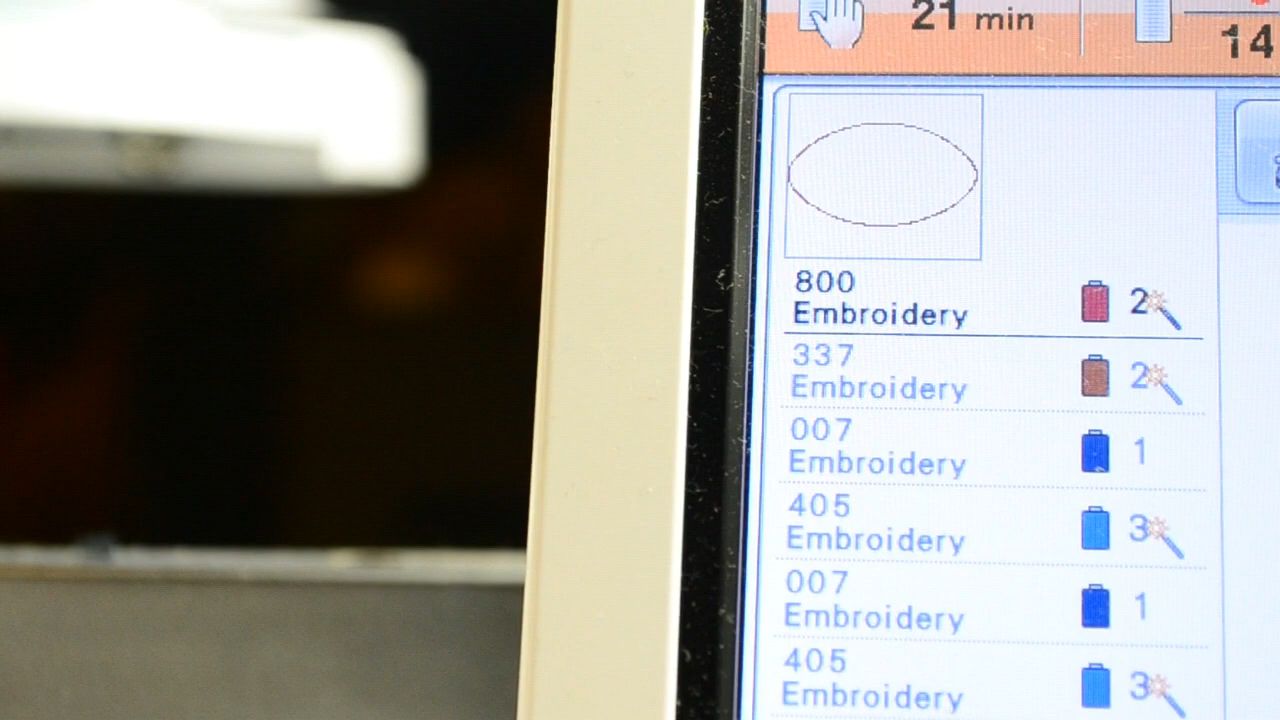 21 min
14
800
Embroidery 2
337
Embroidery 2
007
Embroidery 1
405
Embroidery 3
007
Embroidery 1
405
Embroidery 3